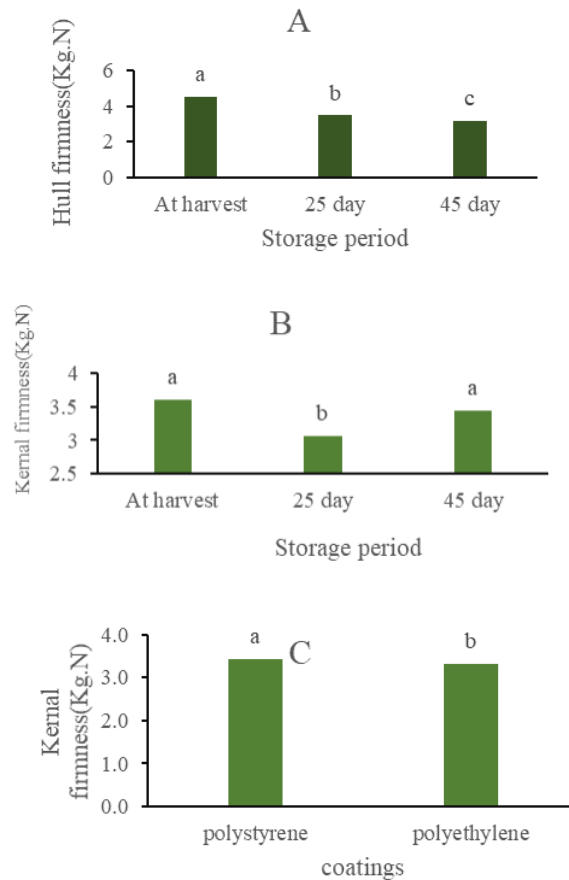 A
Hull firmness(Kg.N)
6
4
2
0
a
b
c
At harvest
25 day
45 day
Storage period
B
Kernal firmness(Kg.N)
4
3.5
3
2.5
a
b
a
At harvest
25 day
45 day
Storage period
C
Kernal
firmness(Kg.N)
4.0
3.0
2.0
1.0
0.0
a
b
polystyrene
polyethylene
coatings